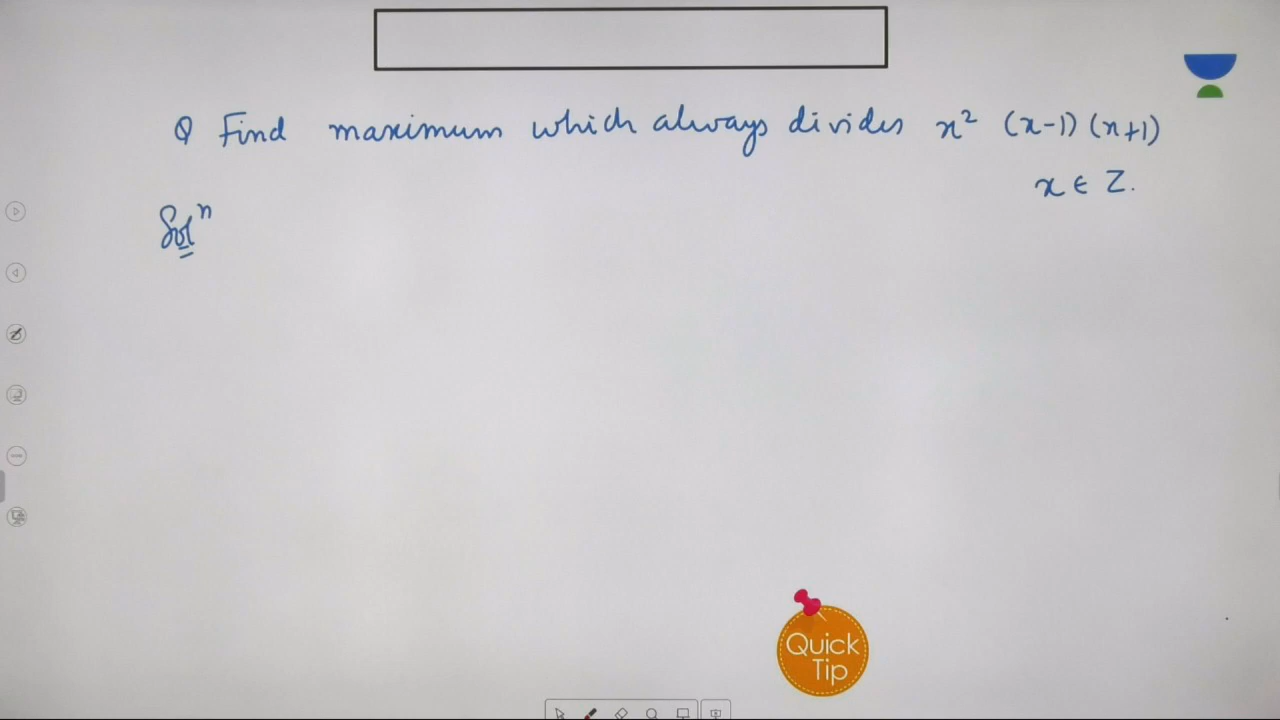 Q Find maximum which always divides x² (x-1) (x+1)
x ∈ Z.
Solⁿ
Quick
Tip